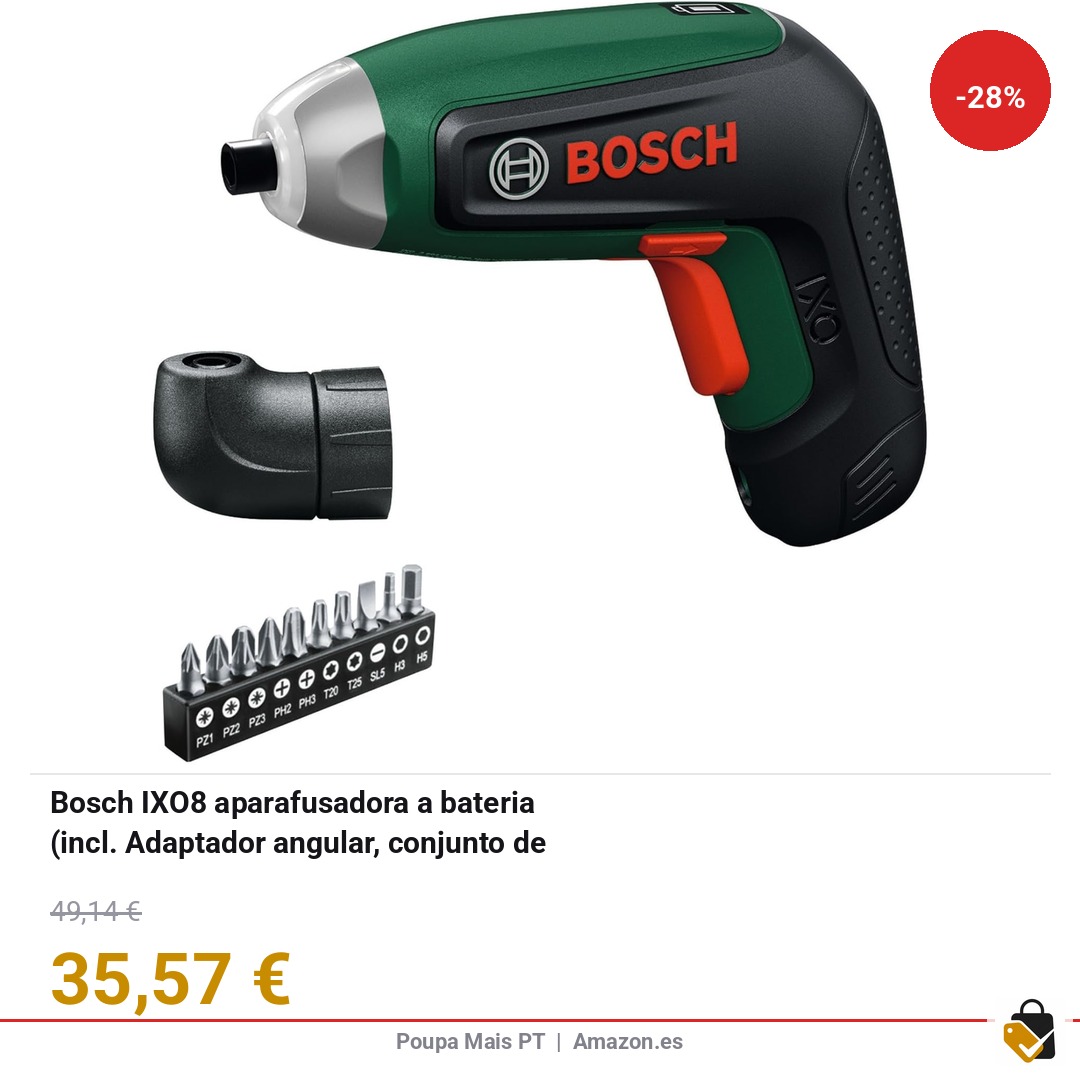 -28%
BOSCH
IXO
PZ1 PZ2 PZ3 PH2 PH3 T20 T25 SL5 H3 H5
Bosch IXO8 aparafusadora a bateria
(incl. Adaptador angular, conjunto de
49,14 €
35,57 €
Poupa Mais PT | Amazon.es